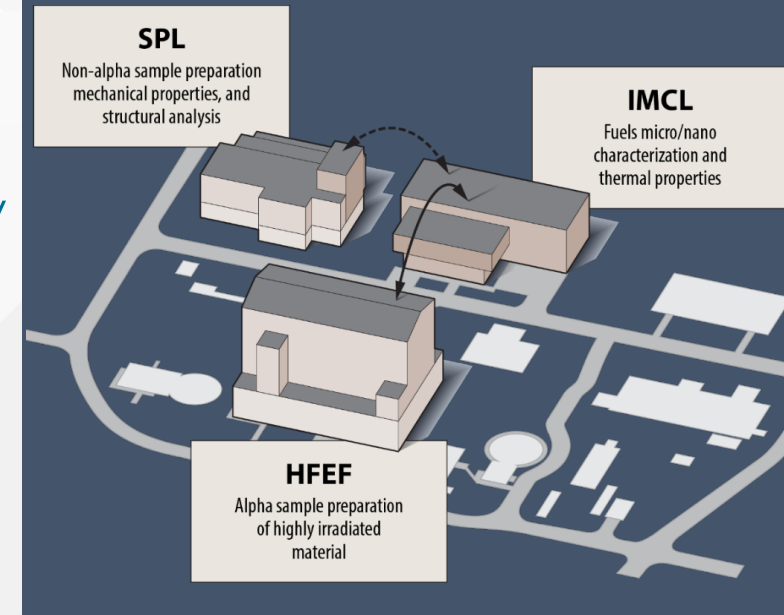 SPL
Non-alpha sample preparation
mechanical properties, and
structural analysis
IMCL
Fuels micro/nano
characterization and
thermal properties
HFEF
Alpha sample preparation
of highly irradiated
material